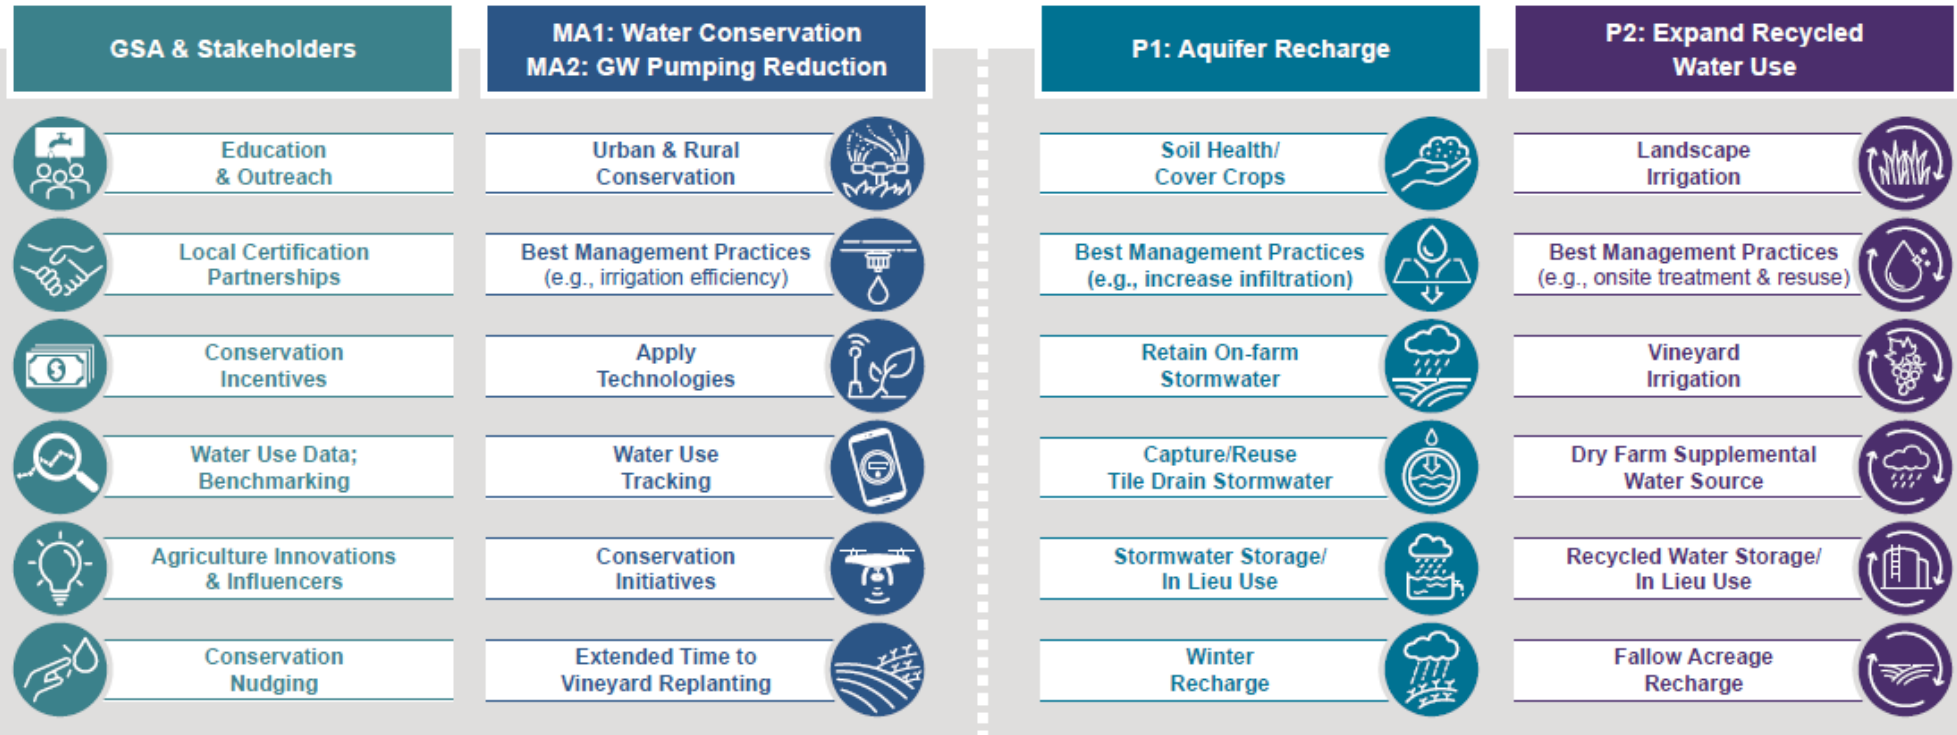 GSA & Stakeholders
Education
& Outreach
Local Certification
Partnerships
Conservation
Incentives
Water Use Data;
Benchmarking
Agriculture Innovations
& Influencers
Conservation
Nudging
MA1: Water Conservation
MA2: GW Pumping Reduction
Urban & Rural
Conservation
Best Management Practices
(e.g., irrigation efficiency)
Apply
Technologies
Water Use
Tracking
Conservation
Initiatives
Extended Time to
Vineyard Replanting
P1: Aquifer Recharge
Soil Health/
Cover Crops
Best Management Practices
(e.g., increase infiltration)
Retain On-farm
Stormwater
Capture/Reuse
Tile Drain Stormwater
Stormwater Storage/
In Lieu Use
Winter
Recharge
P2: Expand Recycled
Water Use
Landscape
Irrigation
Best Management Practices
(e.g., onsite treatment & resuse)
Vineyard
Irrigation
Dry Farm Supplemental
Water Source
Recycled Water Storage/
In Lieu Use
Fallow Acreage
Recharge